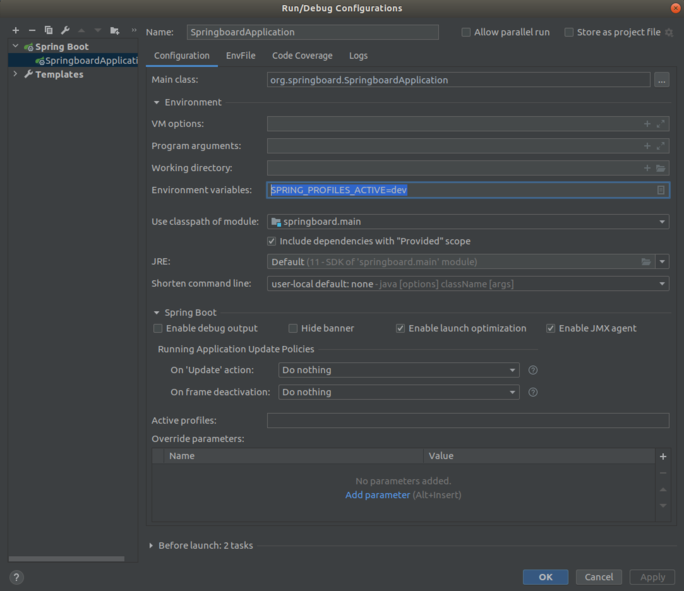 Run/Debug Configurations
Name: SpringboardApplication Allow parallel run Store as project file
Spring Boot
SpringboardApplicati
Templates
Configuration EnvFile Code Coverage Logs
Main class: org.springboard.SpringboardApplication ...
Environment
VM options:
Program arguments:
Working directory:
Environment variables: SPRING_PROFILES_ACTIVE=dev
Use classpath of module: springboard.main
Include dependencies with "Provided" scope
JRE: Default (11 - SDK of 'springboard.main' module)
Shorten command line: user-local default: none - java [options] className [args]
Spring Boot
Enable debug output Hide banner Enable launch optimization Enable JMX agent
Running Application Update Policies
On 'Update' action: Do nothing
On frame deactivation: Do nothing
Active profiles:
Override parameters:
Name Value
No parameters added.
Add parameter (Alt+Insert)
Before launch: 2 tasks
? OK Cancel Apply